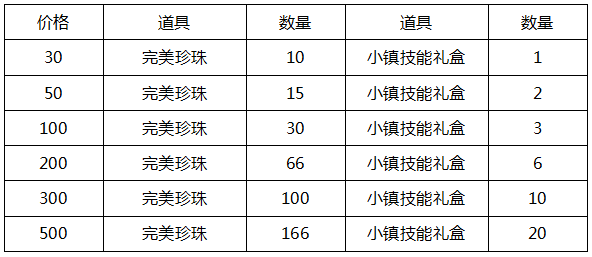 价格 道具 数量 道具 数量
30 完美珍珠 10 小镇技能礼盒 1
50 完美珍珠 15 小镇技能礼盒 2
100 完美珍珠 30 小镇技能礼盒 3
200 完美珍珠 66 小镇技能礼盒 6
300 完美珍珠 100 小镇技能礼盒 10
500 完美珍珠 166 小镇技能礼盒 20